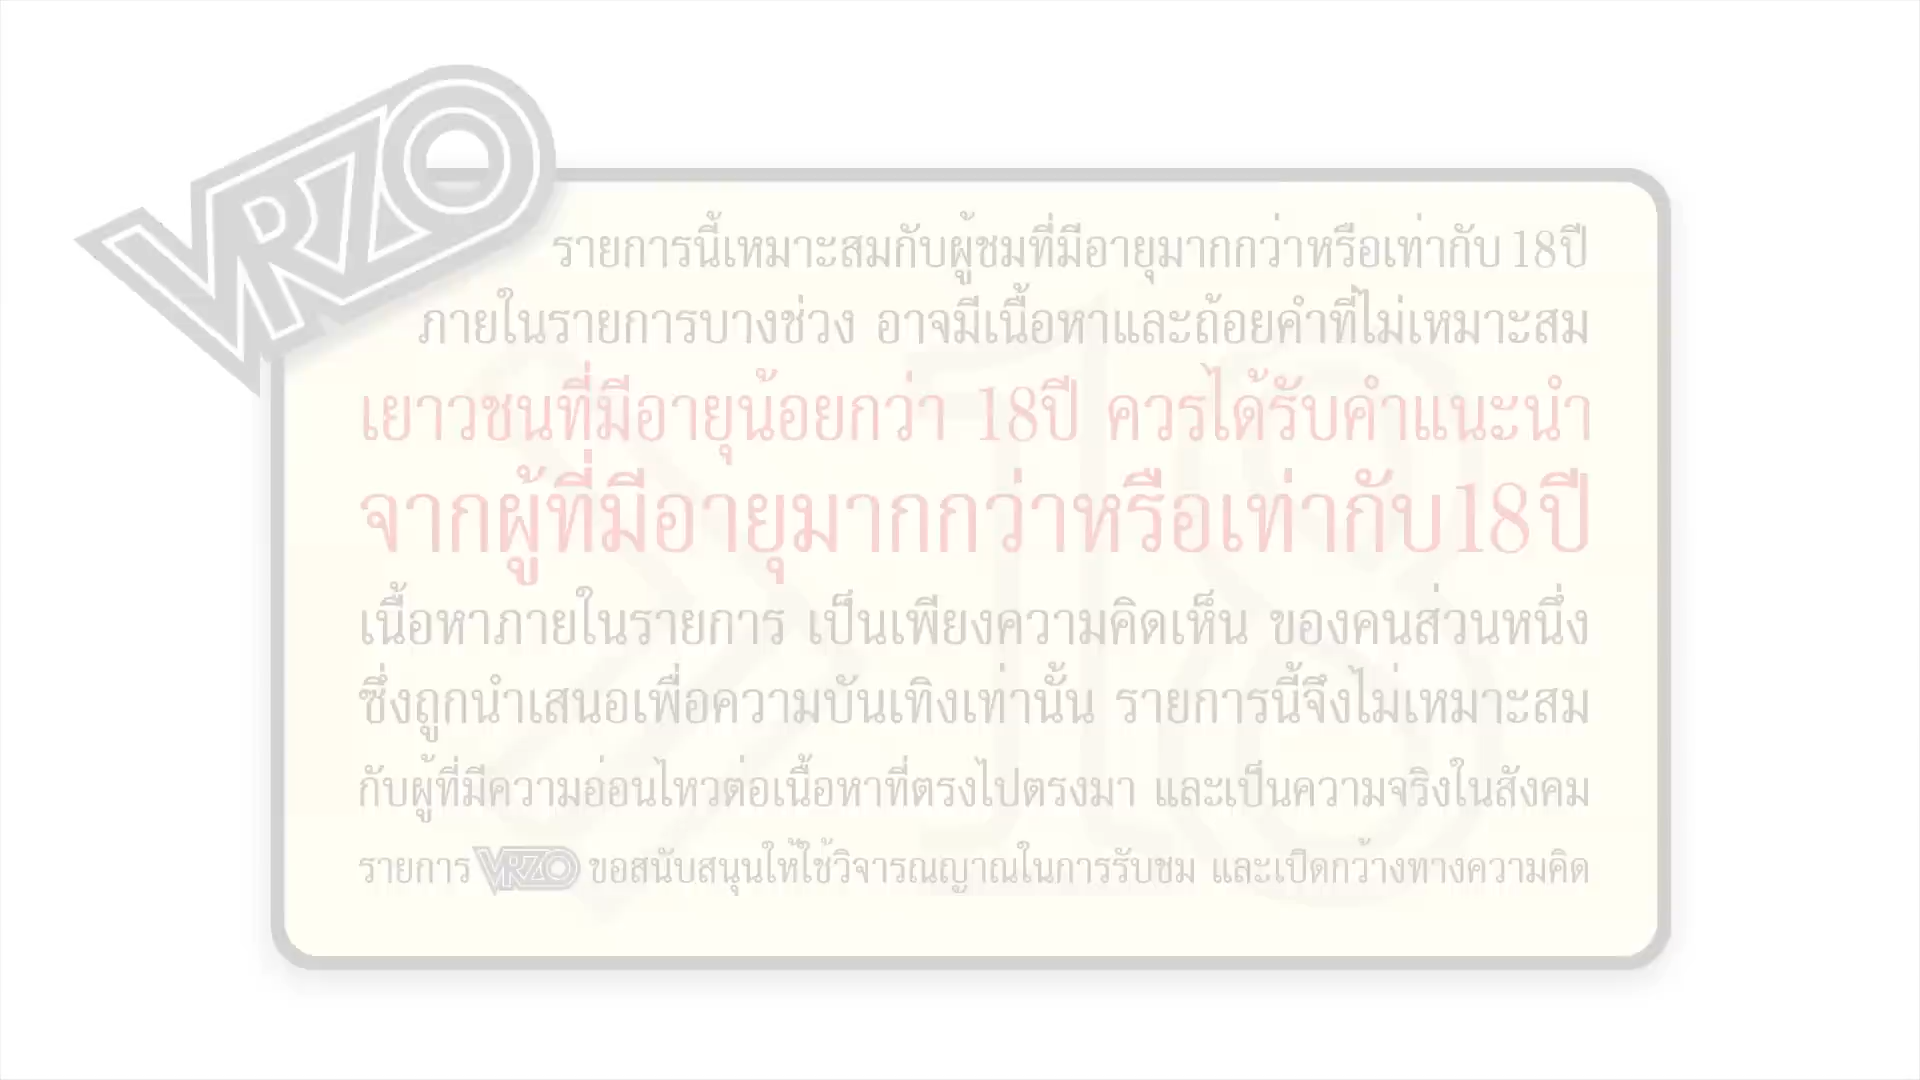 VRZO
รายการนี้เหมาะสมกับผู้ชมที่มีอายุมากกว่าหรือเท่ากับ 18 ปี
ภายในรายการบางช่วง อาจมีเนื้อหาและถ้อยคำที่ไม่เหมาะสม
เยาวชนที่มีอายุน้อยกว่า 18 ปี ควรได้รับคำแนะนำ
จากผู้ที่มีอายุมากกว่าหรือเท่ากับ 18 ปี
เนื้อหาภายในรายการ เป็นเพียงความคิดเห็น ของคนส่วนหนึ่ง
ซึ่งถูกนำเสนอเพื่อความบันเทิงเท่านั้น รายการนี้จึงไม่เหมาะสม
กับผู้ที่มีความอ่อนไหวต่อเนื้อหาที่ตรงไปตรงมา และเป็นความจริงในสังคม
รายการ VRZO ขอสนับสนุนให้ใช้วิจารณญาณในการรับชม และเปิดกว้างทางความคิด